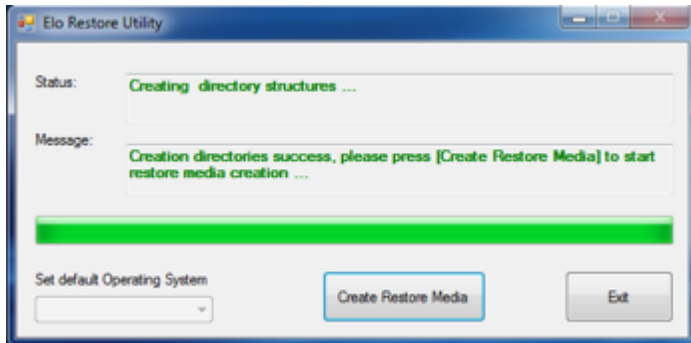 Elo Restore Utility
Status:
Creating directory structures ...
Message:
Creation directories success, please press [Create Restore Media] to start
restore media creation ...
Set default Operating System
Create Restore Media
Exit